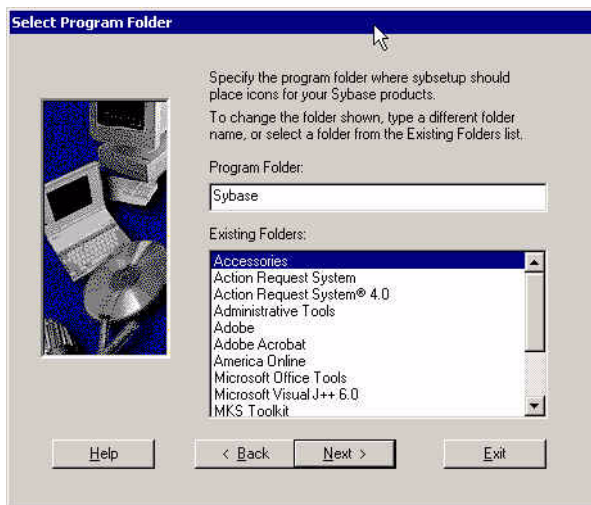 Select Program Folder
Specify the program folder where sybsetup should
place icons for your Sybase products.
To change the folder shown, type a different folder
name, or select a folder from the Existing Folders list.
Program Folder:
Sybase
Existing Folders:
Accessories
Action Request System
Action Request System® 4.0
Administrative Tools
Adobe
Adobe Acrobat
America Online
Microsoft Office Tools
Microsoft Visual J++ 6.0
MKS Toolkit
Help
< Back
Next >
Exit